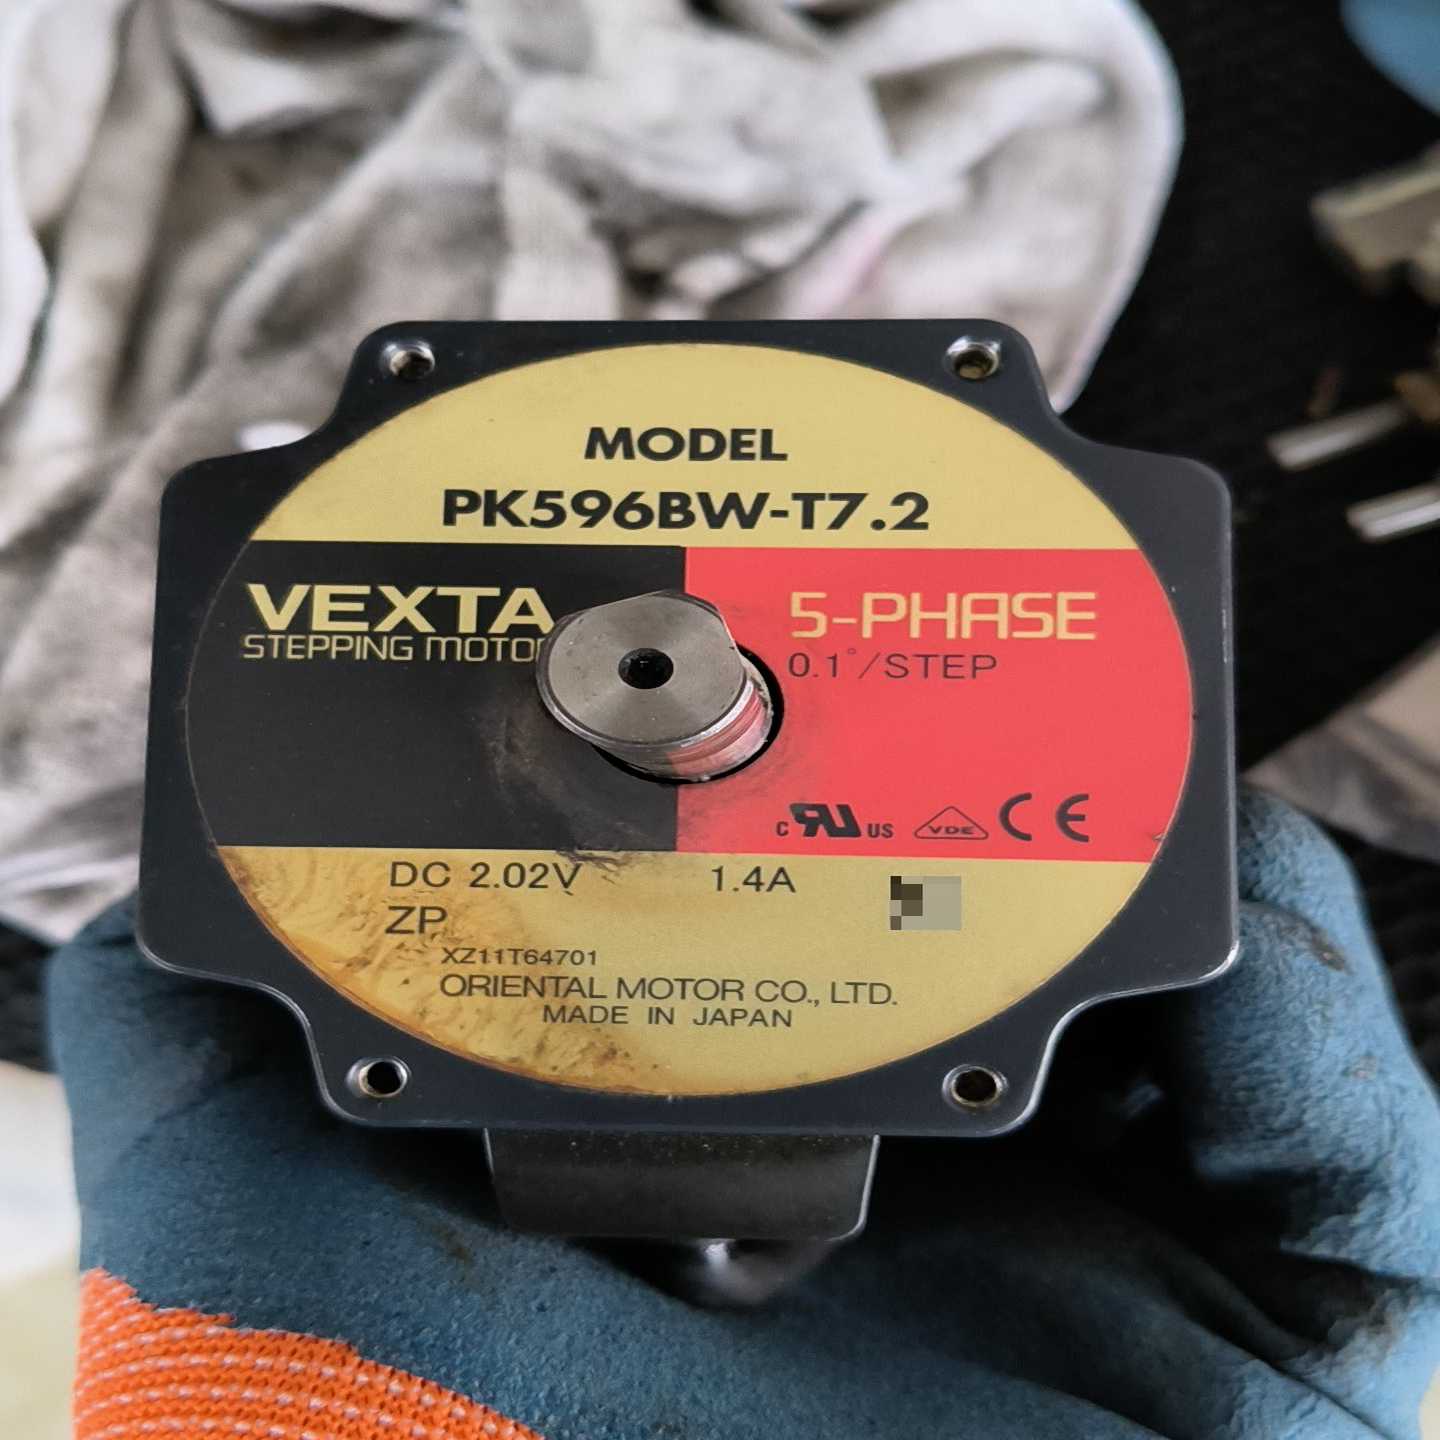 MODEL
PK596BW-T7.2
VEXTA
STEPPING MOTO
5-PHASE
0.1°/STEP
c RU US VDE CE
DC 2.02V 1.4A
ZP
XZ11T64701
ORIENTAL MOTOR CO., LTD.
MADE IN JAPAN